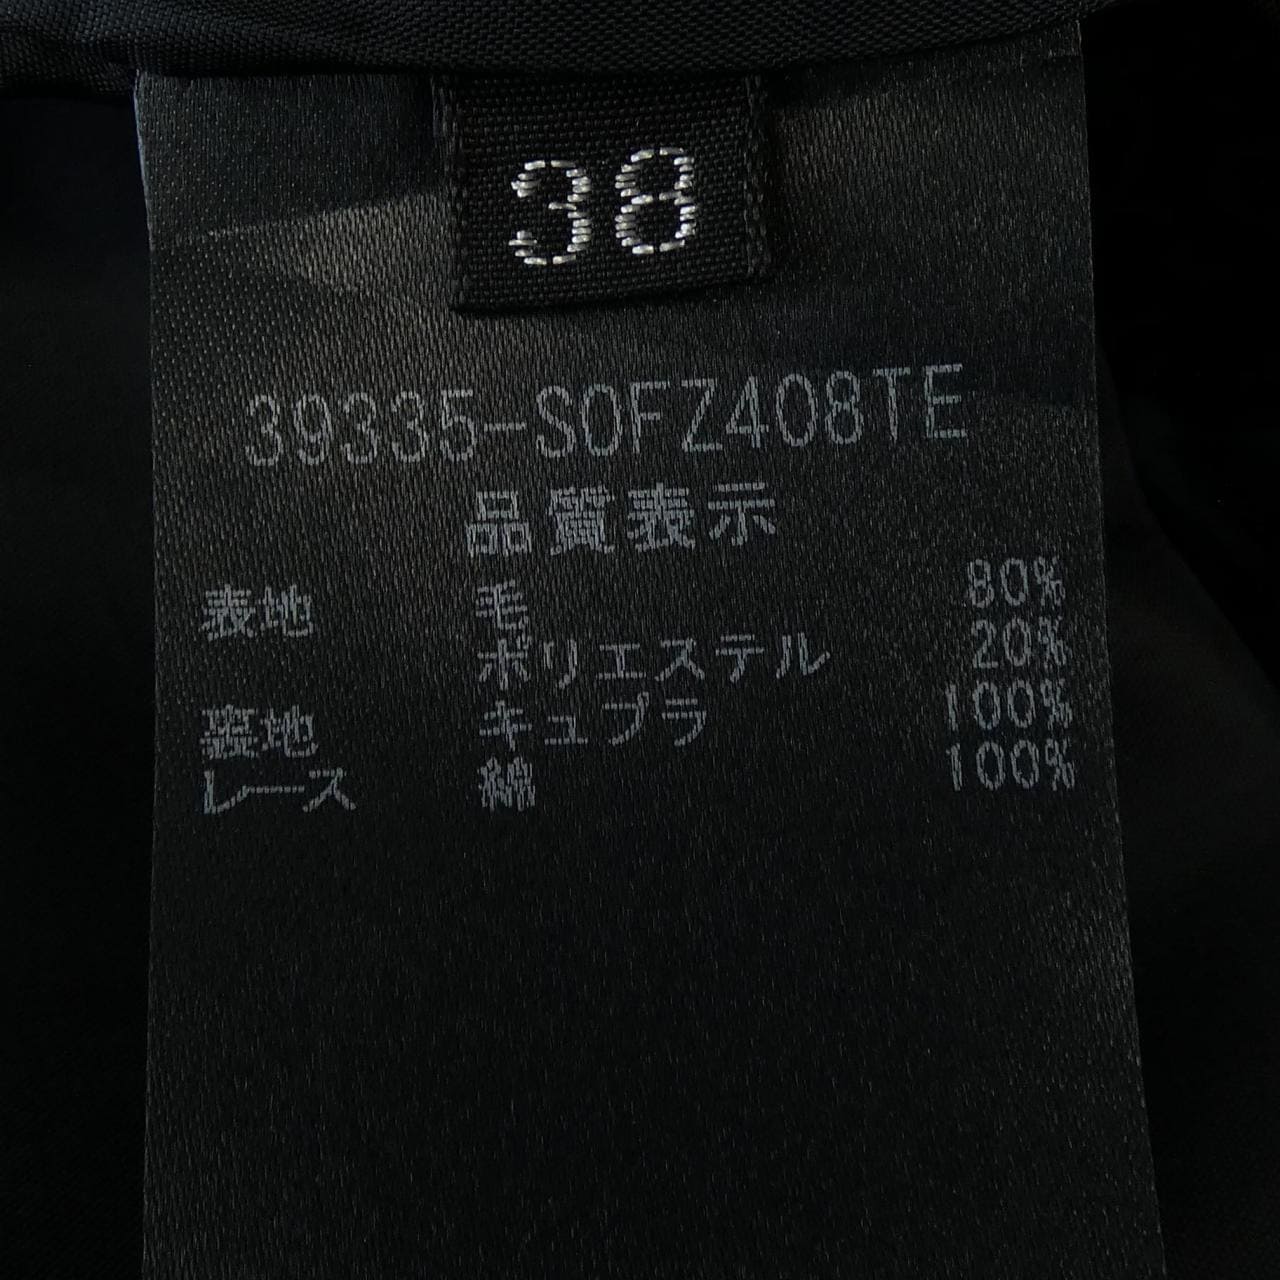 38
39335-S0FZ408TE
品質表示
表地 毛 80%
ポリエステル 20%
裏地 キュプラ 100%
レース 綿 100%